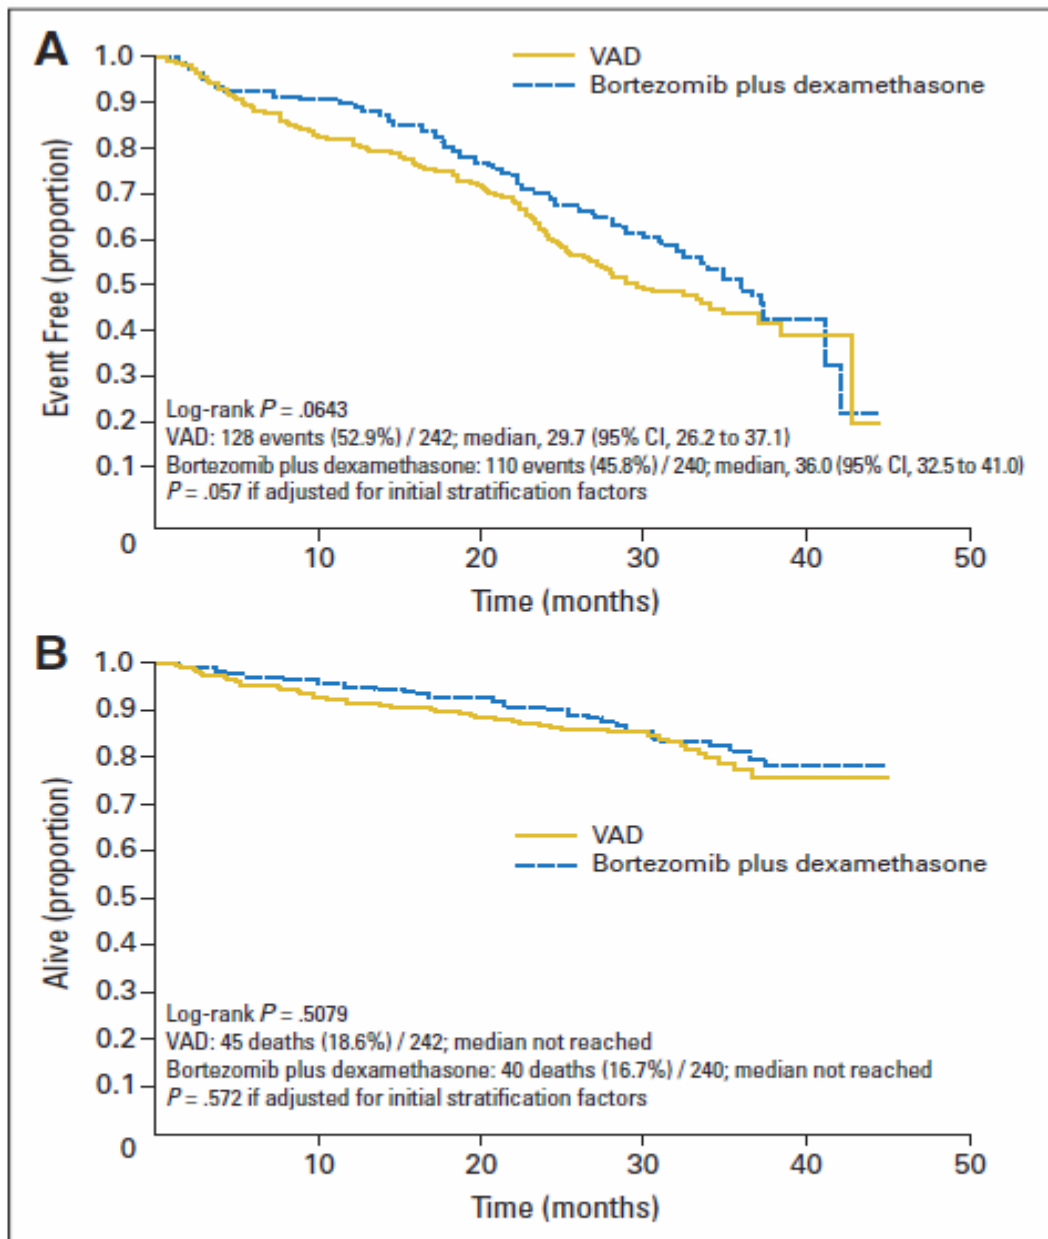 A
VAD
Bortezomib plus dexamethasone
Event Free (proportion)
1.0
0.9
0.8
0.7
0.6
0.5
0.4
0.3
0.2
0.1
0
Log-rank P = .0643
VAD: 128 events (52.9%) / 242; median, 29.7 (95% CI, 26.2 to 37.1)
Bortezomib plus dexamethasone: 110 events (45.8%) / 240; median, 36.0 (95% CI, 32.5 to 41.0)
P = .057 if adjusted for initial stratification factors
10 20 30 40 50
Time (months)
B
Alive (proportion)
1.0
0.9
0.8
0.7
0.6
0.5
0.4
0.3
0.2
0.1
0
VAD
Bortezomib plus dexamethasone
Log-rank P = .5079
VAD: 45 deaths (18.6%) / 242; median not reached
Bortezomib plus dexamethasone: 40 deaths (16.7%) / 240; median not reached
P = .572 if adjusted for initial stratification factors
10 20 30 40 50
Time (months)